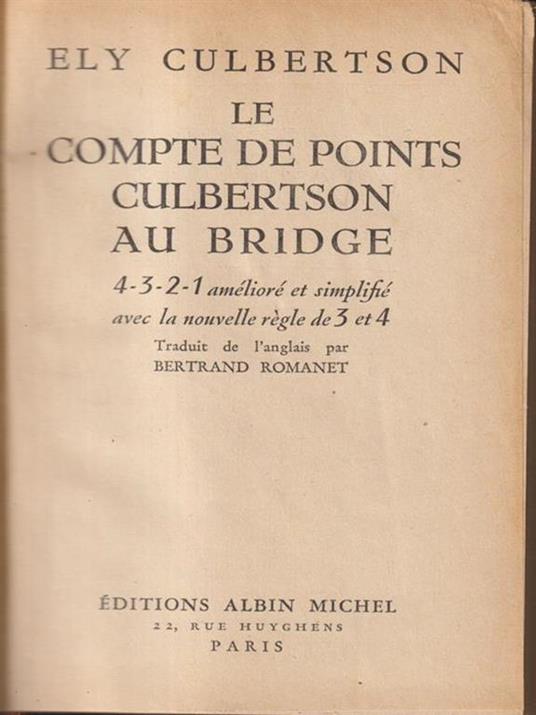 ELY CULBERTSON
LE
COMPTE DE POINTS
CULBERTSON
AU BRIDGE
4-3-2-1 amélioré et simplifié
avec la nouvelle règle de 3 et 4
Traduit de l'anglais par
BERTRAND ROMANET
ÉDITIONS ALBIN MICHEL
22, RUE HUYGHENS
PARIS